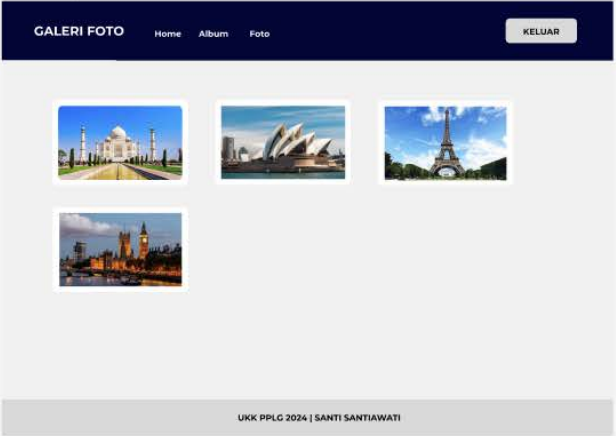 GALERI FOTO
Home Album Foto
KELUAR
UKK PPLG 2024 | SANTI SANTIAWATI